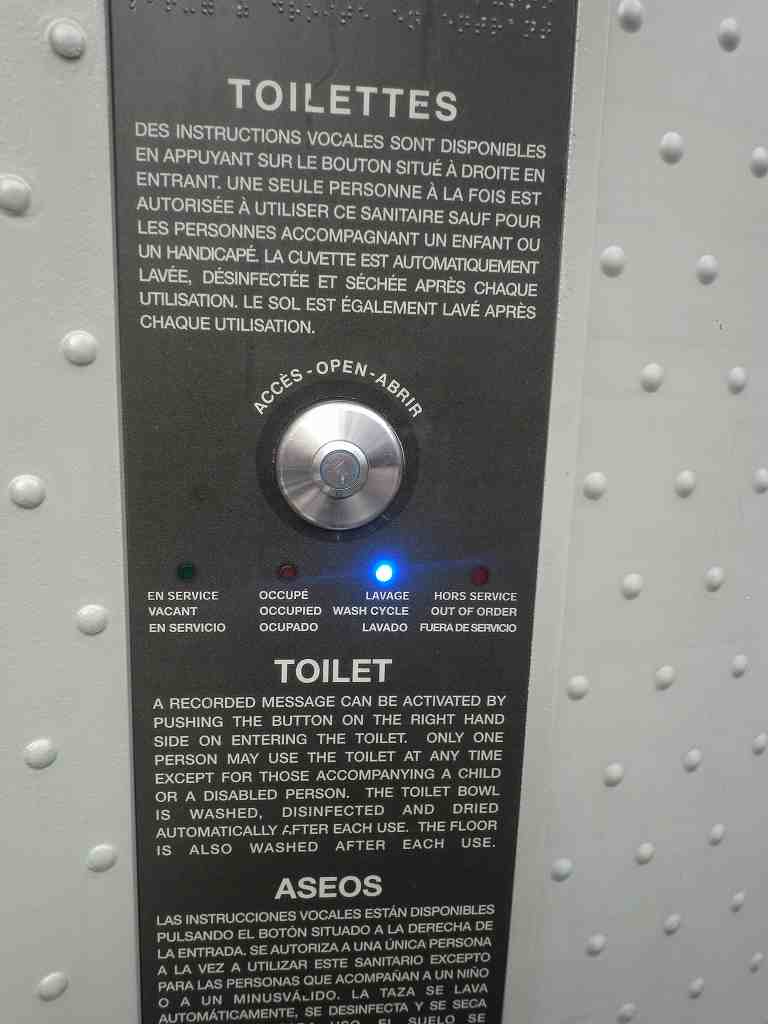 TOILETTES
DES INSTRUCTIONS VOCALES SONT DISPONIBLES
EN APPUYANT SUR LE BOUTON SITUÉ À DROITE EN
ENTRANT. UNE SEULE PERSONNE À LA FOIS EST
AUTORISÉE À UTILISER CE SANITAIRE SAUF POUR
LES PERSONNES ACCOMPAGNANT UN ENFANT OU
UN HANDICAPÉ. LA CUVETTE EST AUTOMATIQUEMENT
LAVÉE, DÉSINFECTÉE ET SÉCHÉE APRÈS CHAQUE
UTILISATION. LE SOL EST ÉGALEMENT LAVÉ APRÈS
CHAQUE UTILISATION.
ACCÈS - OPEN - ABRIR
EN SERVICE OCCUPÉ LAVAGE HORS SERVICE
VACANT OCCUPIED WASH CYCLE OUT OF ORDER
EN SERVICIO OCUPADO LAVADO FUERA DE SERVICIO
TOILET
A RECORDED MESSAGE CAN BE ACTIVATED BY
PUSHING THE BUTTON ON THE RIGHT HAND
SIDE ON ENTERING THE TOILET. ONLY ONE
PERSON MAY USE THE TOILET AT ANY TIME
EXCEPT FOR THOSE ACCOMPANYING A CHILD
OR A DISABLED PERSON. THE TOILET BOWL
IS WASHED, DISINFECTED AND DRIED
AUTOMATICALLY AFTER EACH USE. THE FLOOR
IS ALSO WASHED AFTER EACH USE.
ASEOS
LAS INSTRUCCIONES VOCALES ESTÁN DISPONIBLES
PULSANDO EL BOTÓN SITUADO A LA DERECHA DE
LA ENTRADA. SE AUTORIZA A UNA ÚNICA PERSONA
A LA VEZ A UTILIZAR ESTE SANITARIO EXCEPTO
PARA LAS PERSONAS QUE ACOMPAÑAN A UN NIÑO
O A UN MINUSVÁLIDO. LA TAZA SE LAVA
AUTOMÁTICAMENTE, SE DESINFECTA Y SE SECA
USO. EL SUELO SE